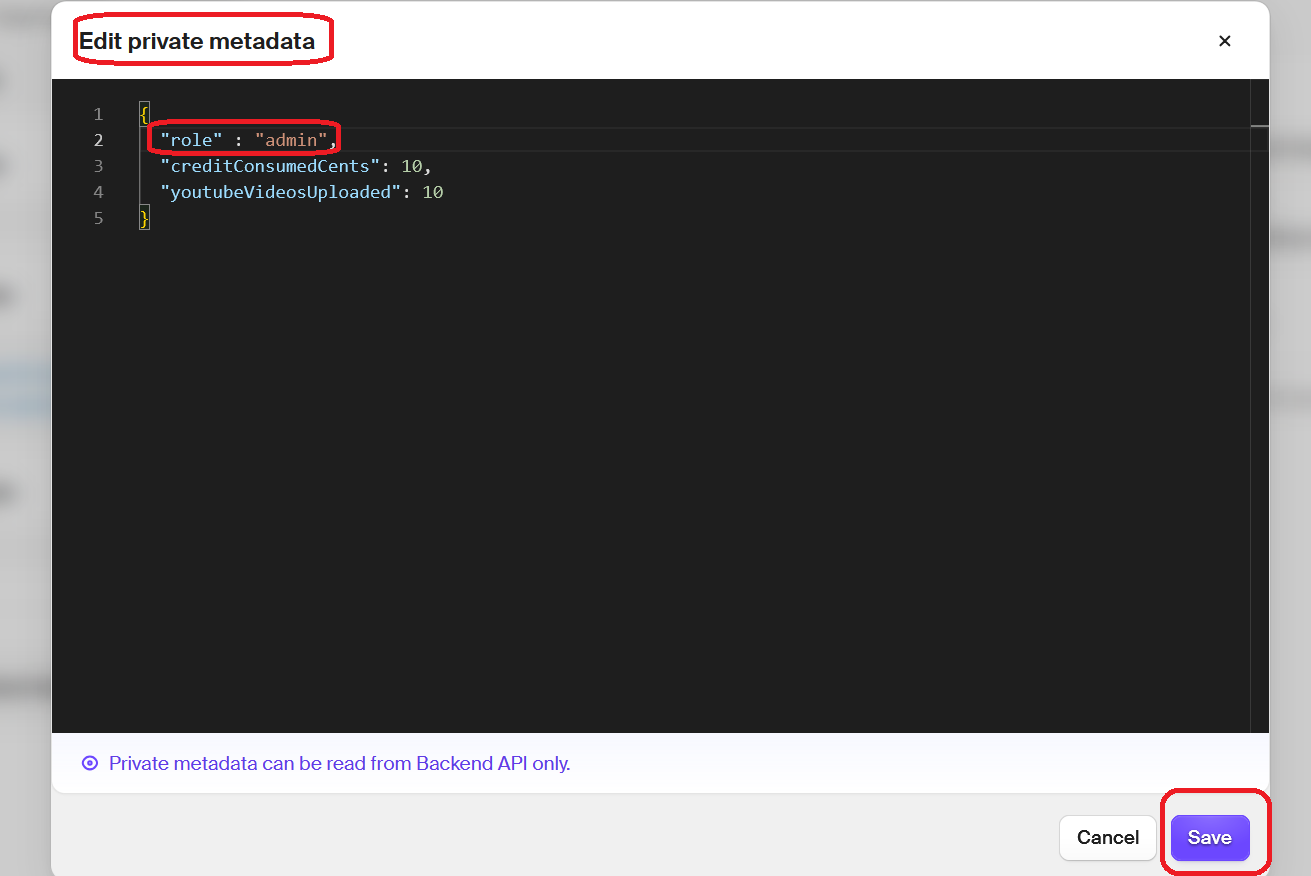 Edit private metadata
×
1 {
2 "role" : "admin",
3 "creditConsumedCents": 10,
4 "youtubeVideosUploaded": 10
5 }
Private metadata can be read from Backend API only.
Cancel Save